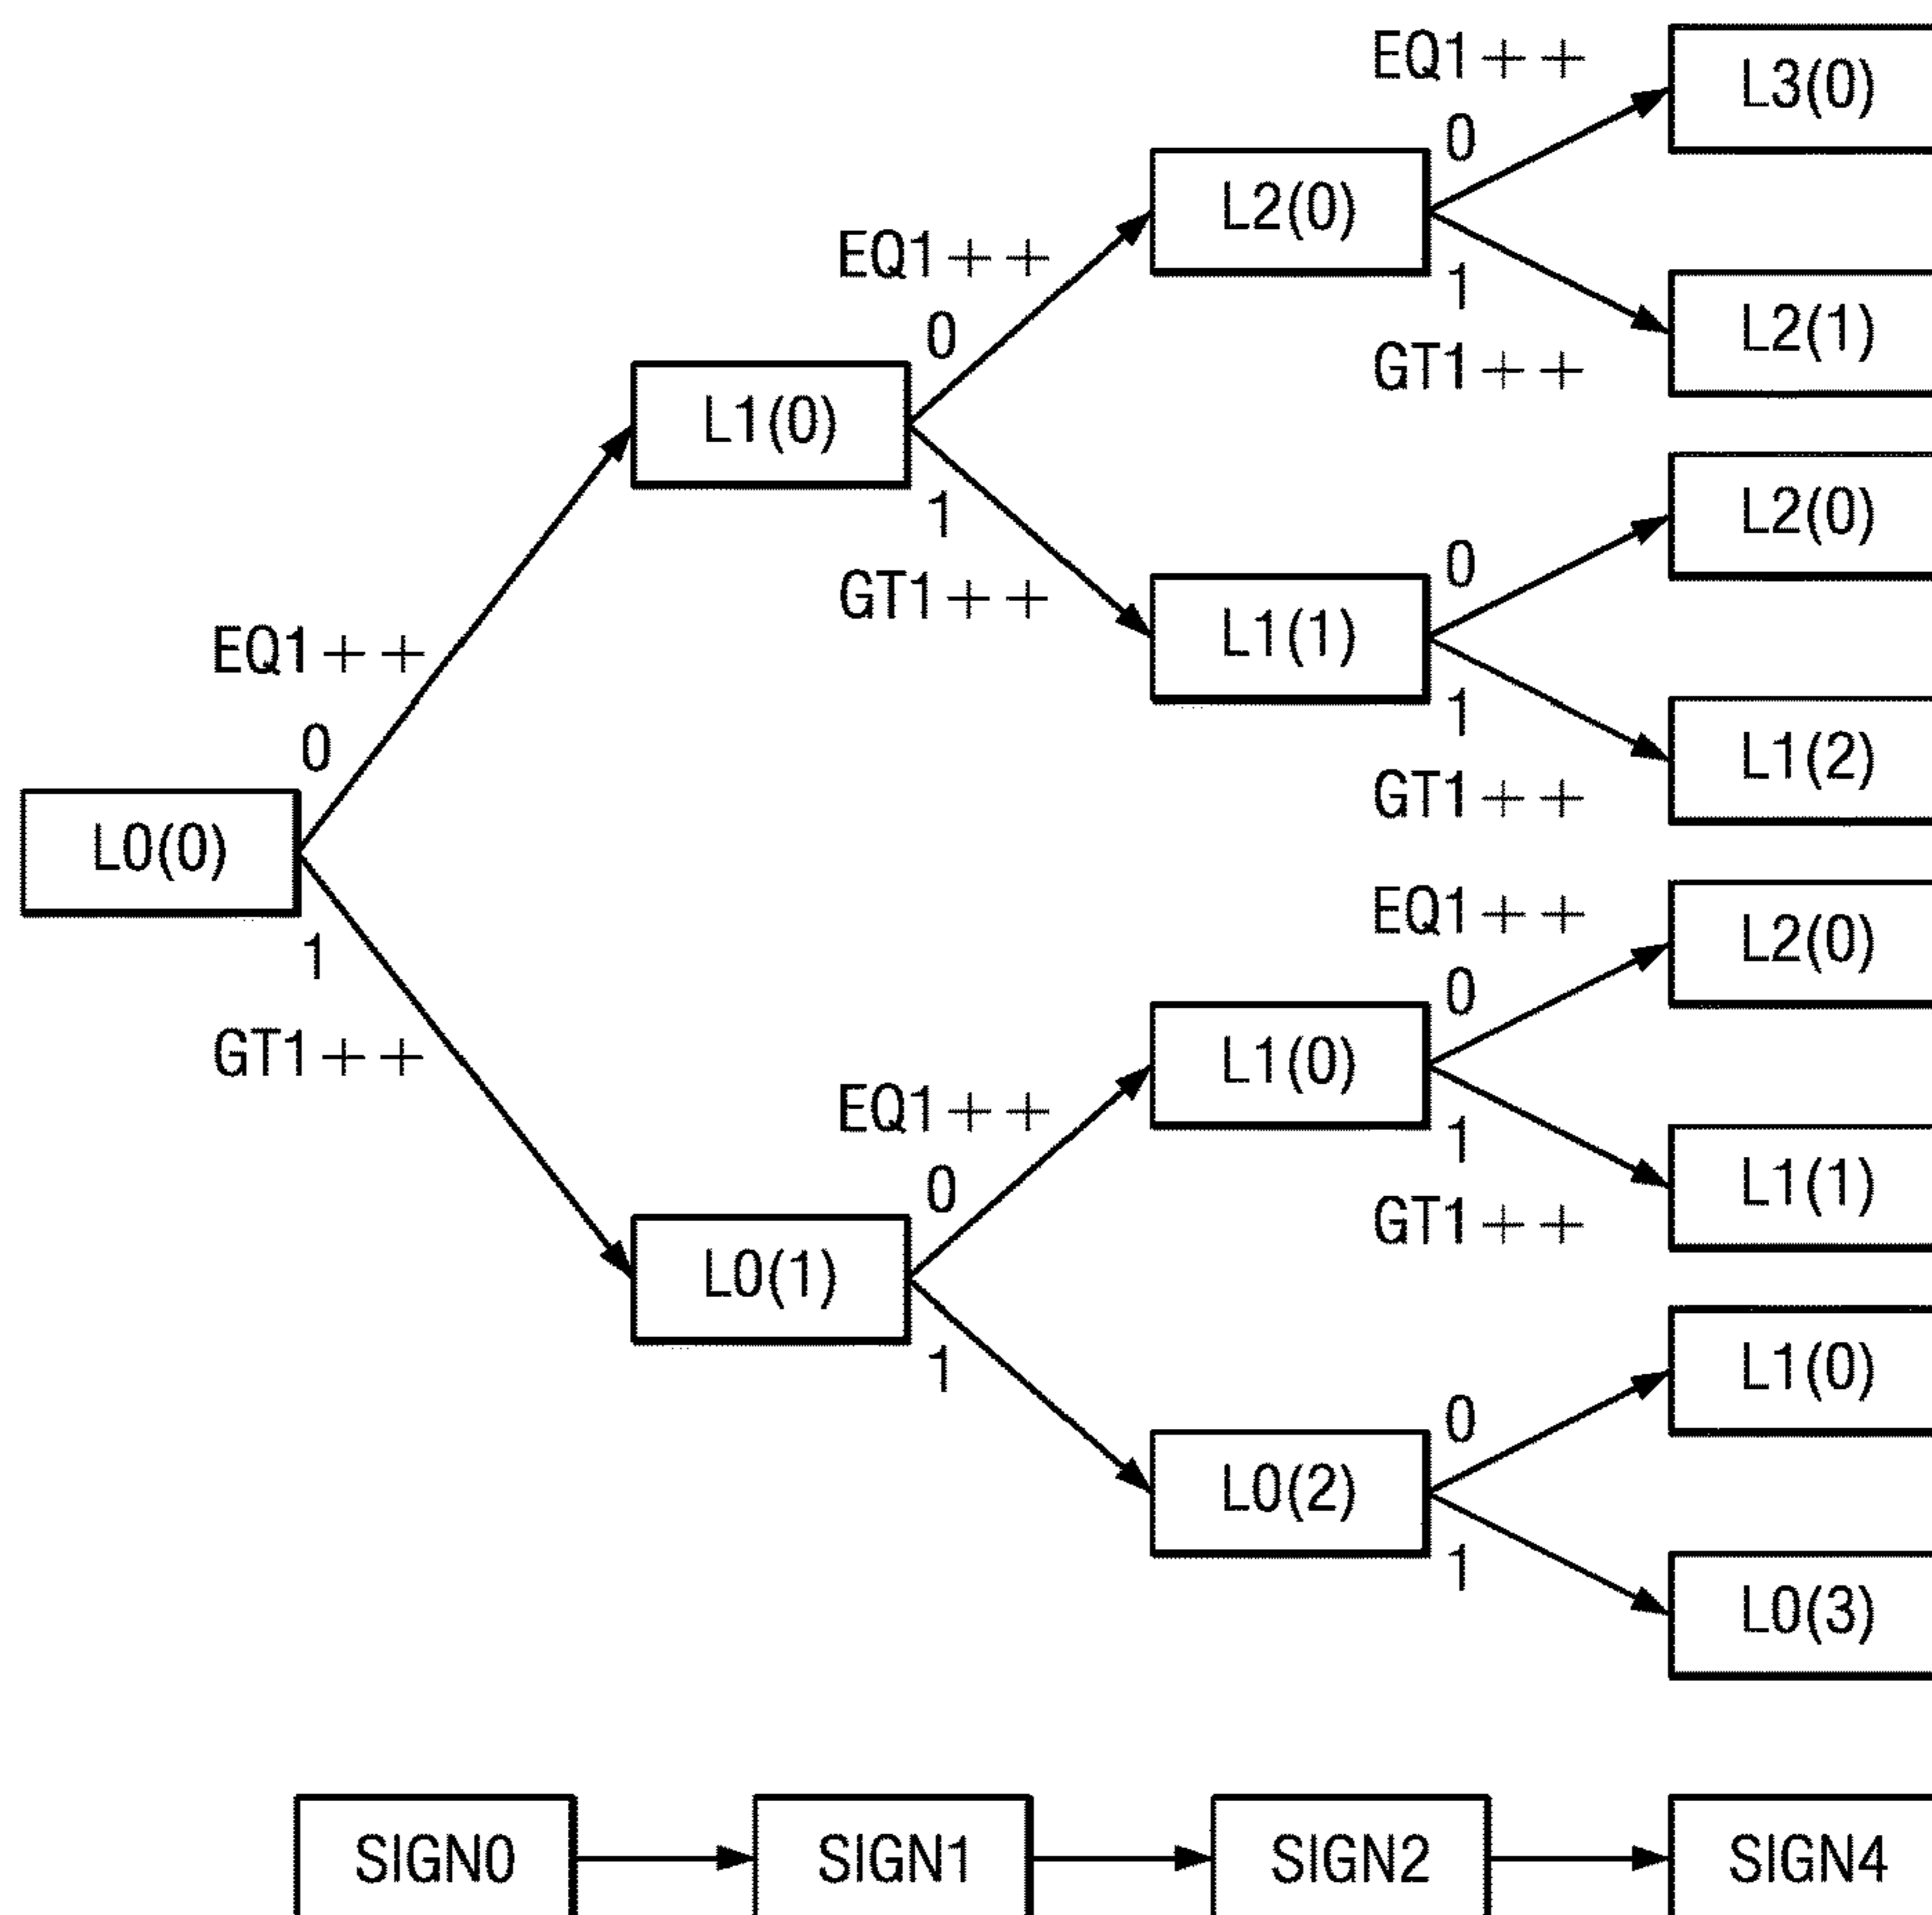 EQ1++
L3(0)
0
L2(0)
EQ1++
1
L2(1)
0
GT1++
L1(0)
L2(0)
1
0
GT1++
L1(1)
EQ1++
1
L1(2)
0
GT1++
L0(0)
EQ1++
L2(0)
1
0
L1(0)
GT1++
EQ1++
1
L1(1)
0
GT1++
L0(1)
L1(0)
1
0
L0(2)
1
L0(3)
SIGN0
SIGN1
SIGN2
SIGN4